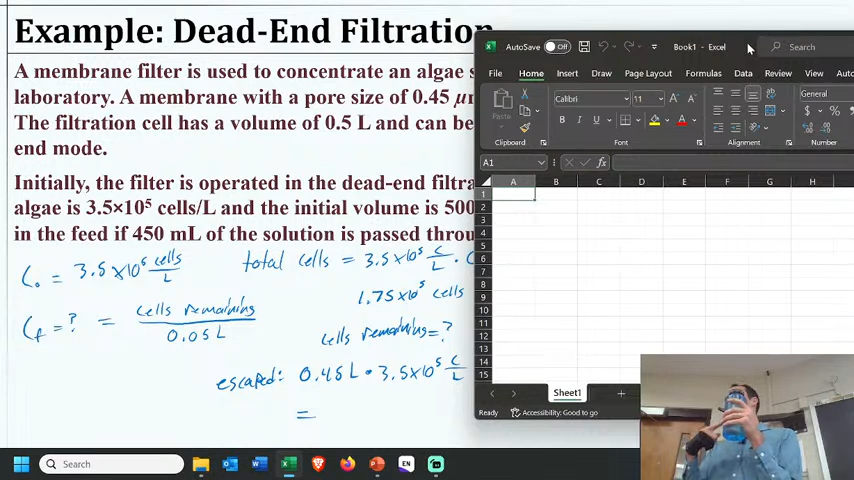 Example: Dead-End Filtration
A membrane filter is used to concentrate an algae s
laboratory. A membrane with a pore size of 0.45 μ
The filtration cell has a volume of 0.5 L and can be
end mode.
Initially, the filter is operated in the dead-end filtra
algae is 3.5×10⁵ cells/L and the initial volume is 500
in the feed if 450 mL of the solution is passed throu
C₀ = 3.5×10⁵ cells/L
total cells = 3.5×10⁵ C/L · 
1.75×10⁵ cells
Cf = ? = cells remaining / 0.05 L
cells remaining = ?
escaped: 0.45 L · 3.5×10⁵ C/L
=
AutoSave Off Book1 - Excel Search
File Home Insert Draw Page Layout Formulas Data Review View Auto
Paste
Calibri 11 General
B I U $ %
Clipboard Font Alignment Number
A1 fx
A B C D E F G H
1
2
3
4
5
6
7
8
9
10
11
12
13
14
15
Sheet1
Ready Accessibility: Good to go
Search
EN